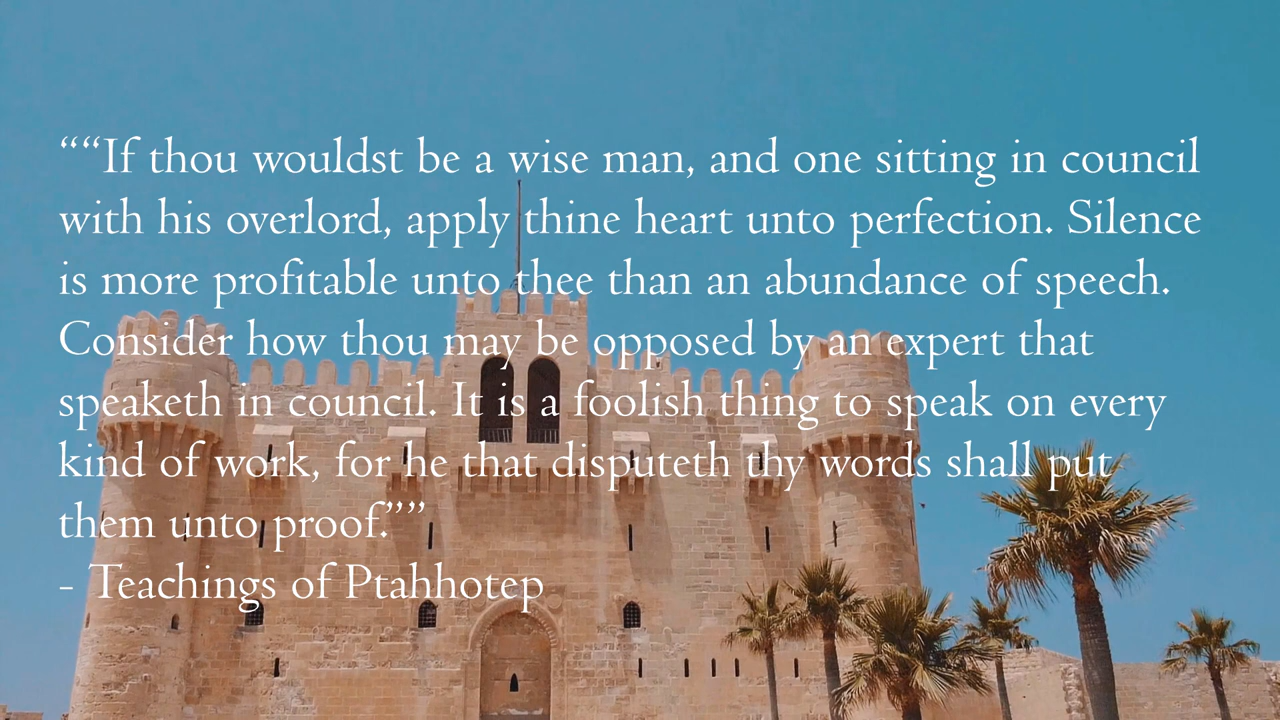 ““If thou wouldst be a wise man, and one sitting in council
with his overlord, apply thine heart unto perfection. Silence
is more profitable unto thee than an abundance of speech.
Consider how thou may be opposed by an expert that
speaketh in council. It is a foolish thing to speak on every
kind of work, for he that disputeth thy words shall put
them unto proof.””
- Teachings of Ptahhotep